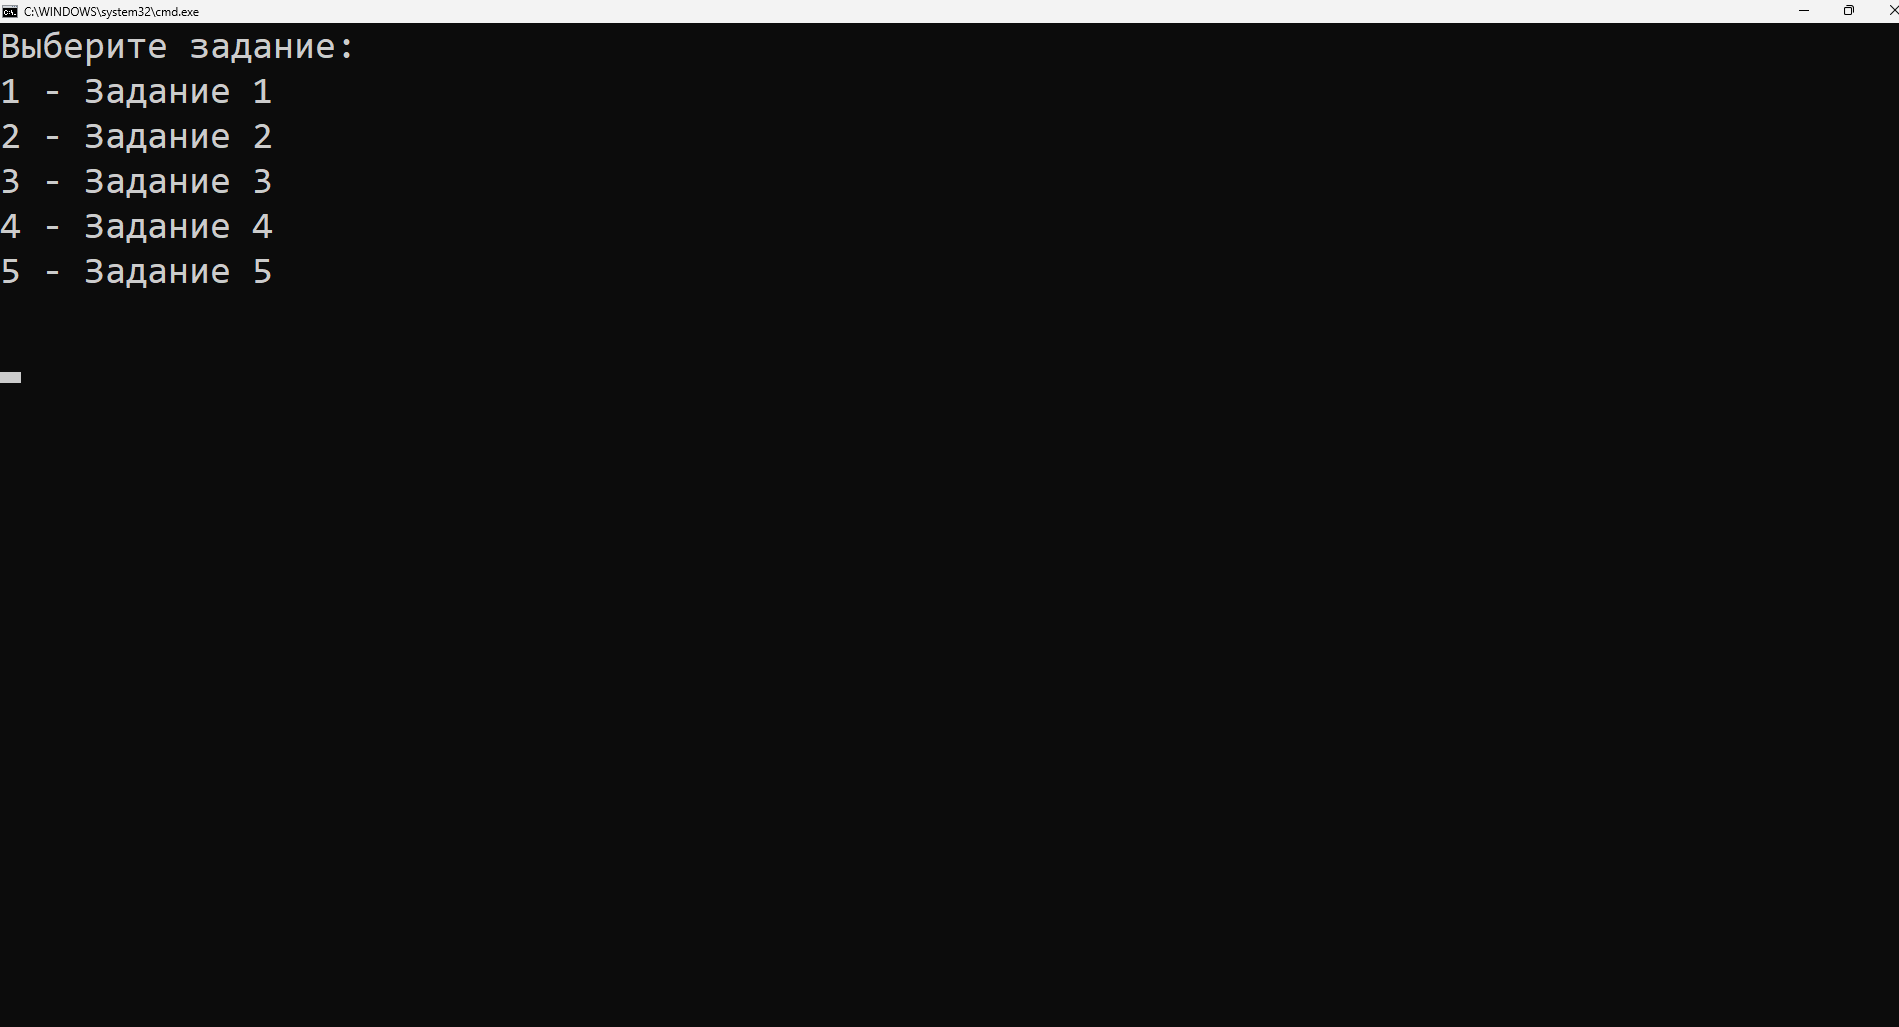 C:\WINDOWS\system32\cmd.exe
Выберите задание:
1 - Задание 1
2 - Задание 2
3 - Задание 3
4 - Задание 4
5 - Задание 5